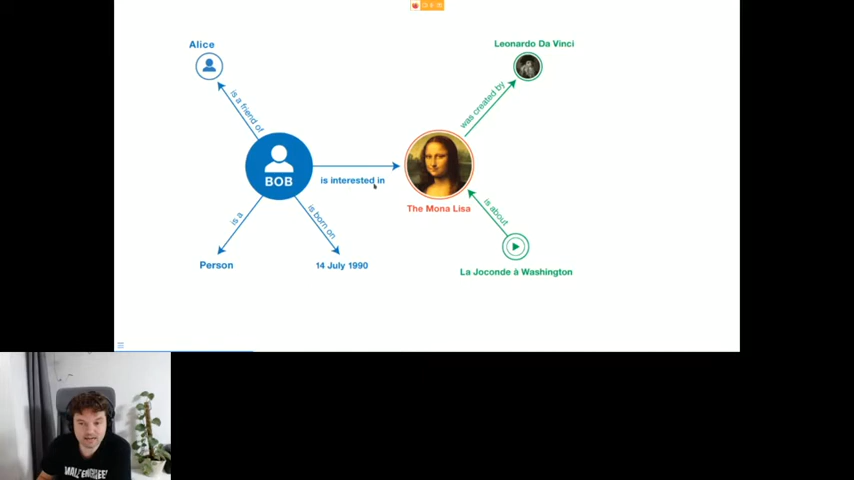 Alice
Leonardo Da Vinci
is a friend of
was created by
BOB
is interested in
The Mona Lisa
is a
is born on
is about
Person
14 July 1990
La Joconde à Washington